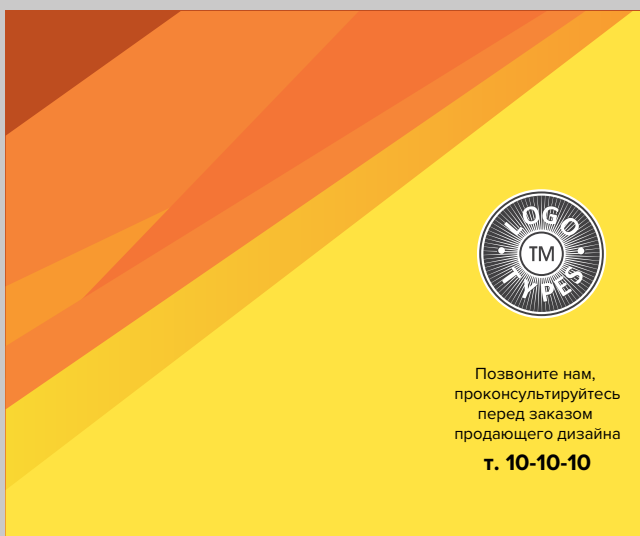 LOGO
TM
TYPES
Позвоните нам,
проконсультируйтесь
перед заказом
продающего дизайна
т. 10-10-10